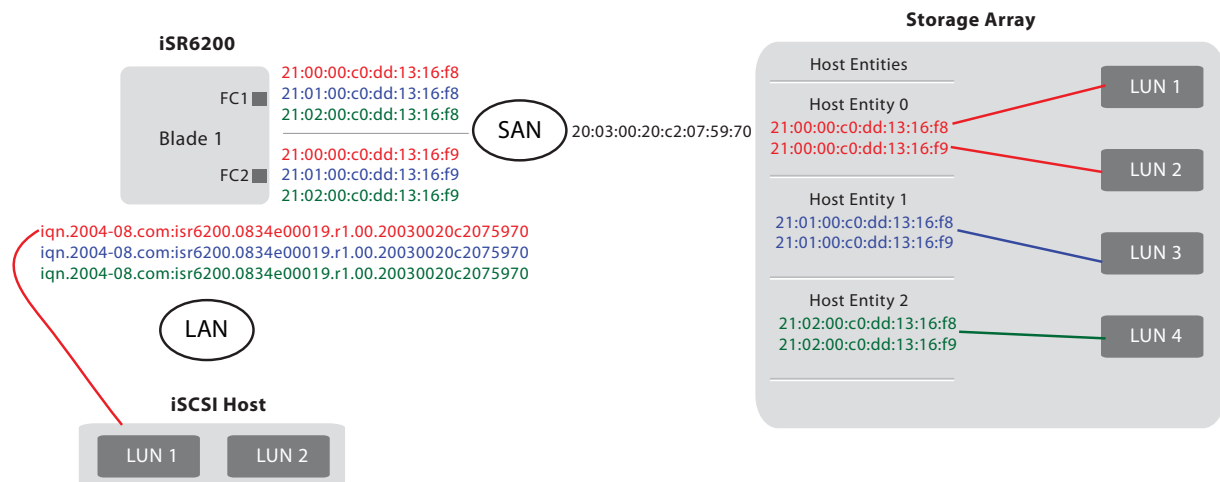 iSR6200
FC1
Blade 1
FC2
21:00:00:c0:dd:13:16:f8
21:01:00:c0:dd:13:16:f8
21:02:00:c0:dd:13:16:f8
21:00:00:c0:dd:13:16:f9
21:01:00:c0:dd:13:16:f9
21:02:00:c0:dd:13:16:f9
SAN
20:03:00:20:c2:07:59:70
iqn.2004-08.com:isr6200.0834e00019.r1.00.20030020c2075970
iqn.2004-08.com:isr6200.0834e00019.r1.00.20030020c2075970
iqn.2004-08.com:isr6200.0834e00019.r1.00.20030020c2075970
LAN
iSCSI Host
LUN 1
LUN 2
Storage Array
Host Entities
Host Entity 0
21:00:00:c0:dd:13:16:f8
21:00:00:c0:dd:13:16:f9
Host Entity 1
21:01:00:c0:dd:13:16:f8
21:01:00:c0:dd:13:16:f9
Host Entity 2
21:02:00:c0:dd:13:16:f8
21:02:00:c0:dd:13:16:f9
LUN 1
LUN 2
LUN 3
LUN 4